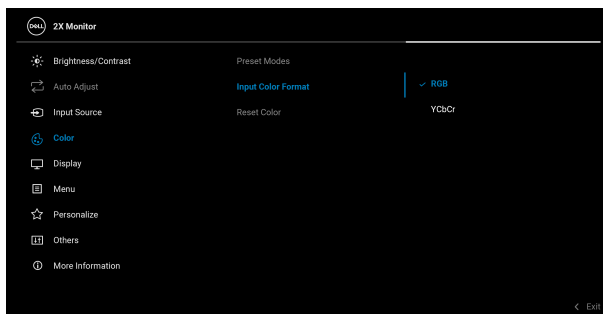 DELL 2X Monitor
Brightness/Contrast Preset Modes
Auto Adjust Input Color Format RGB
Input Source Reset Color YCbCr
Color
Display
Menu
Personalize
Others
More Information
Exit